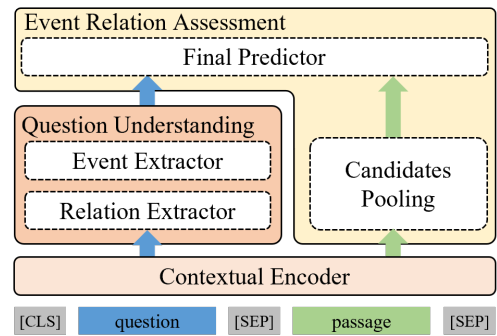 Event Relation Assessment
Final Predictor
Question Understanding
Event Extractor
Relation Extractor
Candidates
Pooling
Contextual Encoder
[CLS] question [SEP] passage [SEP]